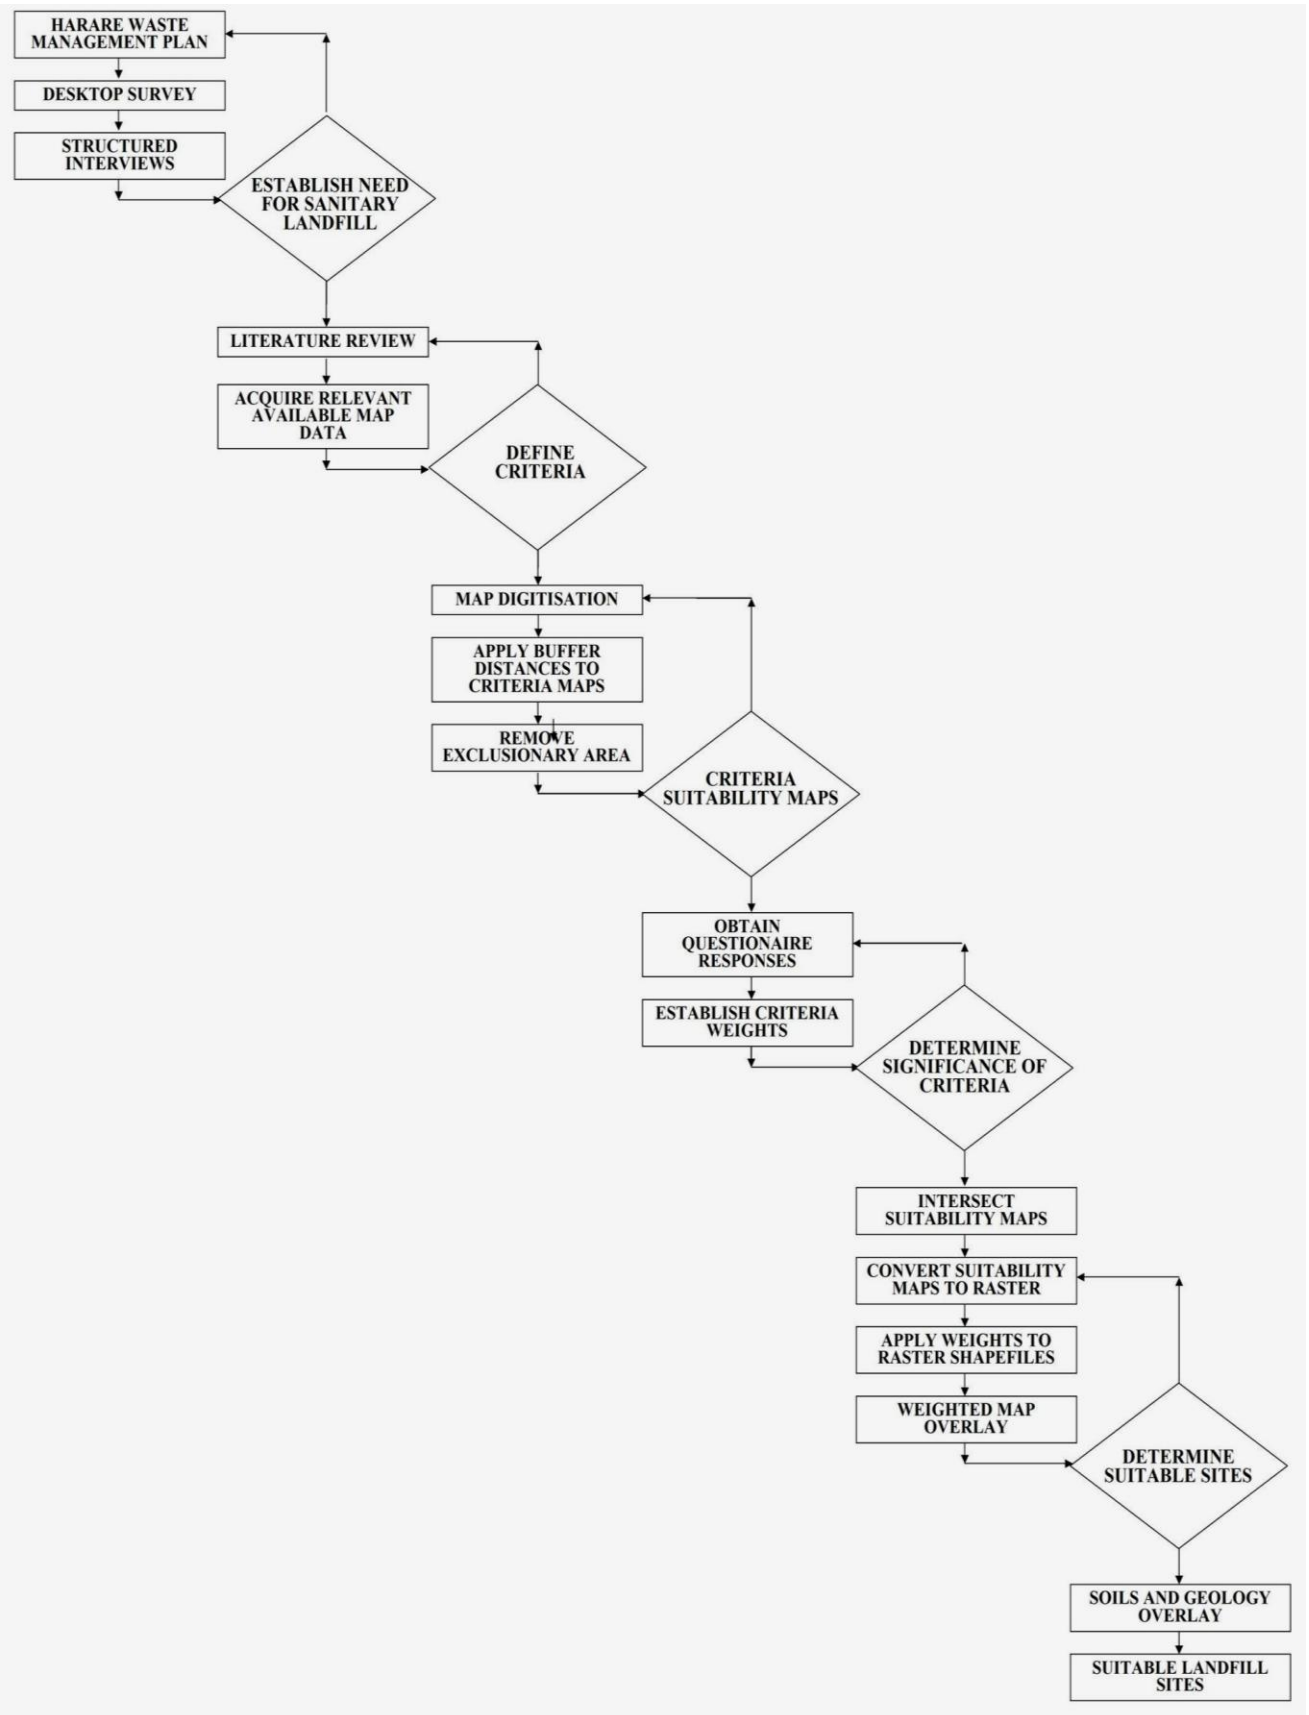 HARARE WASTE
MANAGEMENT PLAN
DESKTOP SURVEY
STRUCTURED
INTERVIEWS
ESTABLISH NEED
FOR SANITARY
LANDFILL
LITERATURE REVIEW
ACQUIRE RELEVANT
AVAILABLE MAP
DATA
DEFINE
CRITERIA
MAP DIGITISATION
APPLY BUFFER
DISTANCES TO
CRITERIA MAPS
REMOVE
EXCLUSIONARY AREA
CRITERIA
SUITABILITY MAPS
OBTAIN
QUESTIONAIRE
RESPONSES
ESTABLISH CRITERIA
WEIGHTS
DETERMINE
SIGNIFICANCE OF
CRITERIA
INTERSECT
SUITABILITY MAPS
CONVERT SUITABILITY
MAPS TO RASTER
APPLY WEIGHTS TO
RASTER SHAPEFILES
WEIGHTED MAP
OVERLAY
DETERMINE
SUITABLE SITES
SOILS AND GEOLOGY
OVERLAY
SUITABLE LANDFILL
SITES